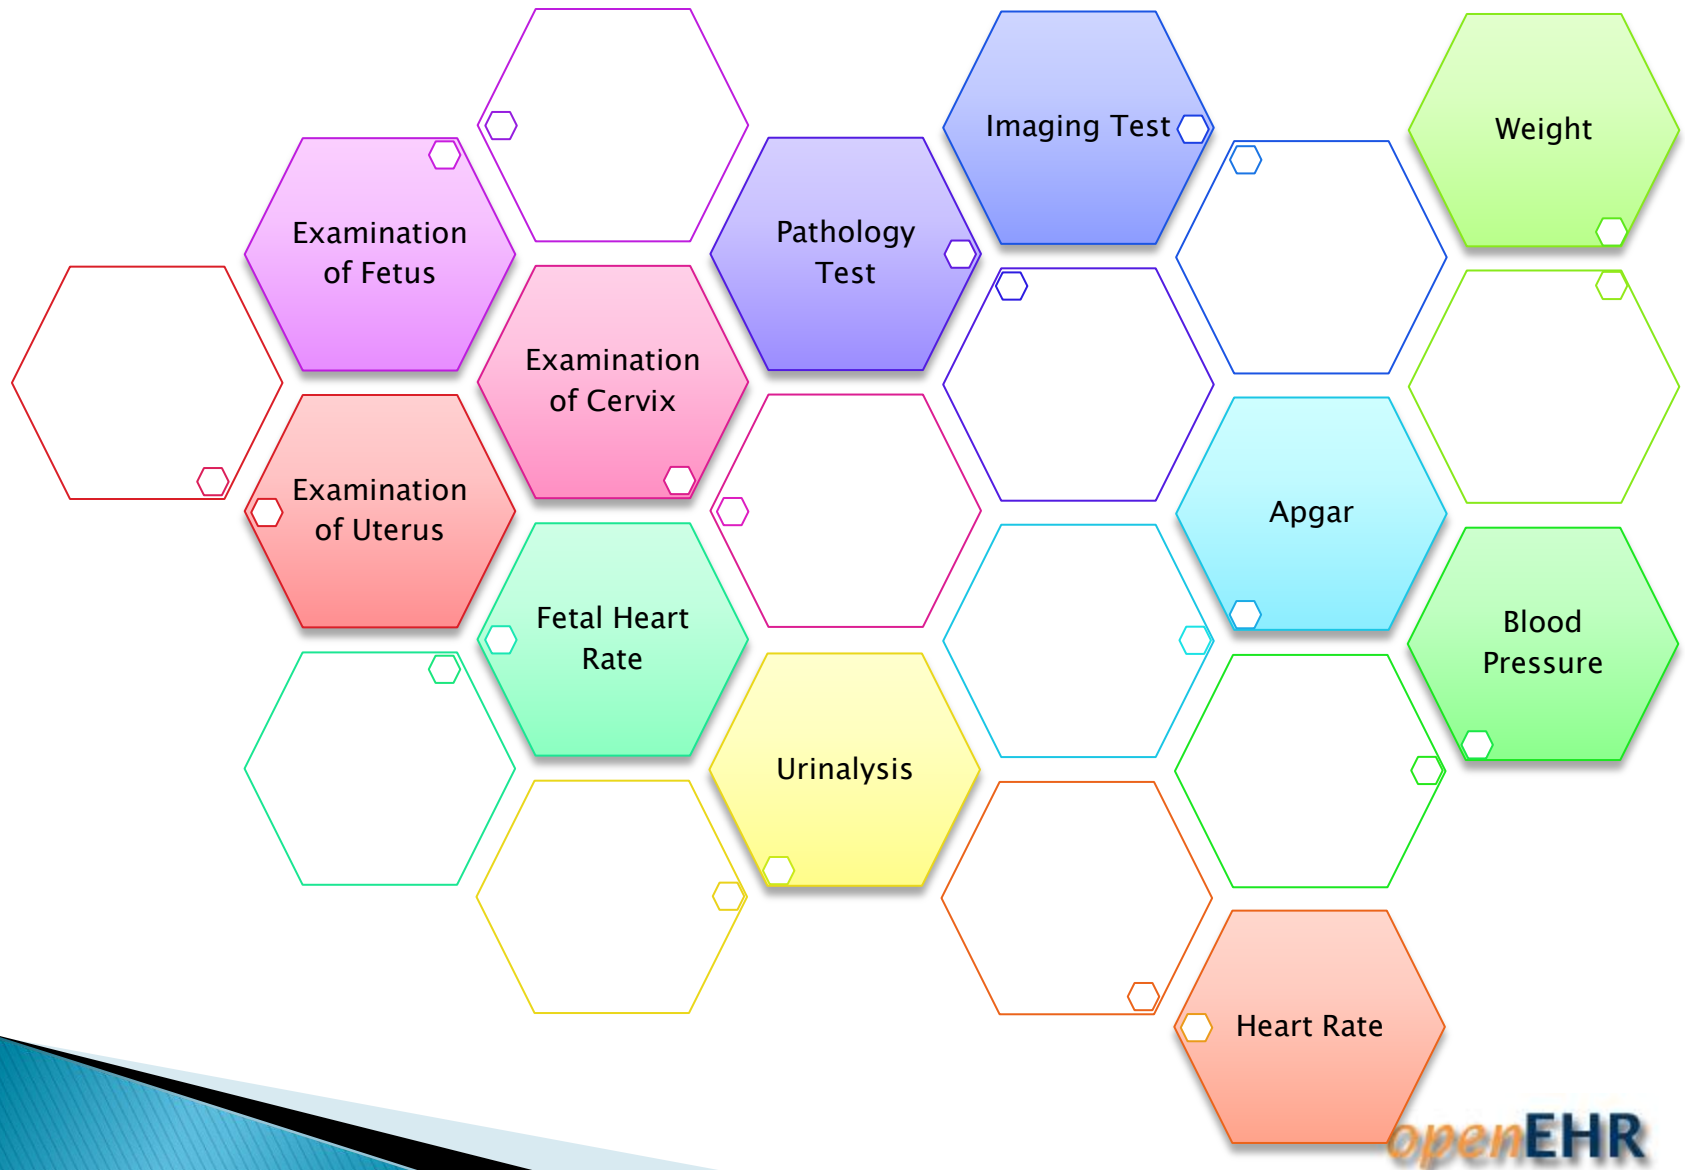 Imaging Test
Weight
Examination
of Fetus
Pathology
Test
Examination
of Cervix
Examination
of Uterus
Apgar
Fetal Heart
Rate
Blood
Pressure
Urinalysis
Heart Rate
openEHR